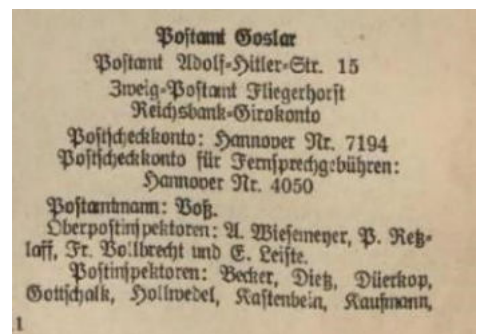 Postamt Goslar
Postamt Adolf-Hitler-Str. 15
Zweig-Postamt Fliegerhorst
Reichsbank-Girokonto
Postscheckkonto: Hannover Nr. 7194
Postscheckkonto für Fernsprechgebühren:
Hannover Nr. 4050
Postamtmann: Voß.
Oberpostinspektoren: A. Wiesemeyer, P. Retz-
laff, Fr. Vollbrecht und E. Leiste.
Postinspektoren: Becker, Dietz, Düerkop,
Gottschalk, Hollwedel, Kastenbein, Kaufmann,
1